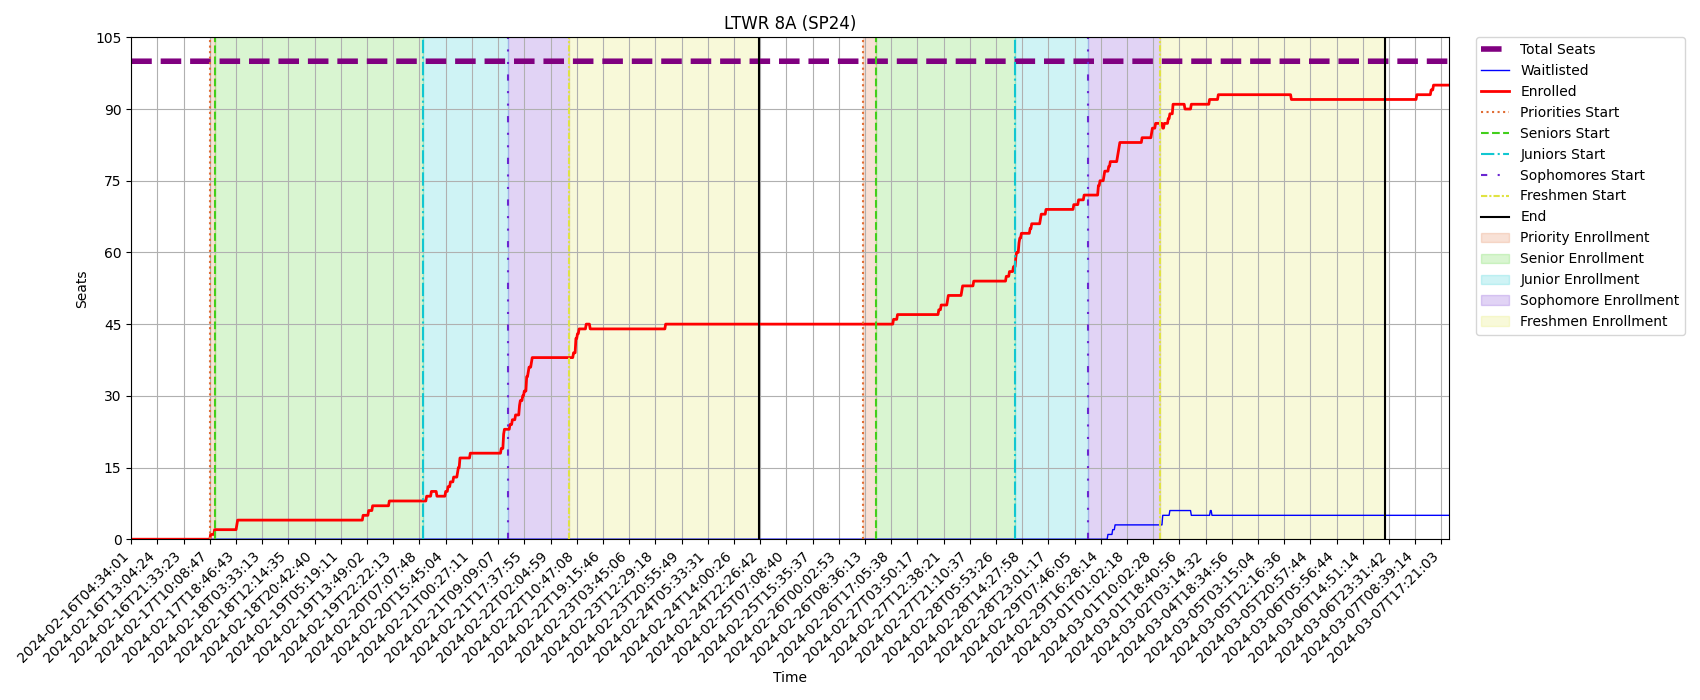 LTWR 8A (SP24)
Seats
105
90
75
60
45
30
15
0
2024-02-16T04:34:01
2024-02-16T13:04:24
2024-02-16T21:33:23
2024-02-17T10:08:47
2024-02-17T18:46:43
2024-02-18T03:33:13
2024-02-18T12:14:35
2024-02-18T20:42:40
2024-02-19T05:19:11
2024-02-19T13:49:02
2024-02-19T22:22:13
2024-02-20T07:07:48
2024-02-20T15:45:04
2024-02-21T00:27:11
2024-02-21T09:09:07
2024-02-21T17:37:55
2024-02-22T02:04:59
2024-02-22T10:47:08
2024-02-22T19:15:46
2024-02-23T03:45:06
2024-02-23T12:29:18
2024-02-23T20:55:49
2024-02-24T05:33:31
2024-02-24T14:00:26
2024-02-24T22:26:42
2024-02-25T07:08:40
2024-02-25T15:35:37
2024-02-26T00:02:53
2024-02-26T08:36:13
2024-02-26T17:05:38
2024-02-27T03:50:17
2024-02-27T12:38:21
2024-02-27T21:10:37
2024-02-28T05:53:26
2024-02-28T14:27:58
2024-02-28T23:01:17
2024-02-29T07:46:05
2024-02-29T16:28:14
2024-03-01T01:02:18
2024-03-01T10:02:28
2024-03-01T18:40:56
2024-03-02T03:14:32
2024-03-04T18:34:56
2024-03-05T03:15:04
2024-03-05T12:16:36
2024-03-05T20:57:44
2024-03-06T05:56:44
2024-03-06T14:51:14
2024-03-06T23:31:42
2024-03-07T08:39:14
2024-03-07T17:21:03
Time
Total Seats
Waitlisted
Enrolled
Priorities Start
Seniors Start
Juniors Start
Sophomores Start
Freshmen Start
End
Priority Enrollment
Senior Enrollment
Junior Enrollment
Sophomore Enrollment
Freshmen Enrollment